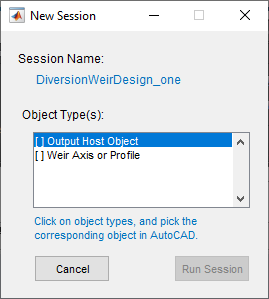 New Session
Session Name:
DiversionWeirDesign_one
Object Type(s):
[ ] Output Host Object
[ ] Weir Axis or Profile
Click on object types, and pick the
corresponding object in AutoCAD.
Cancel
Run Session